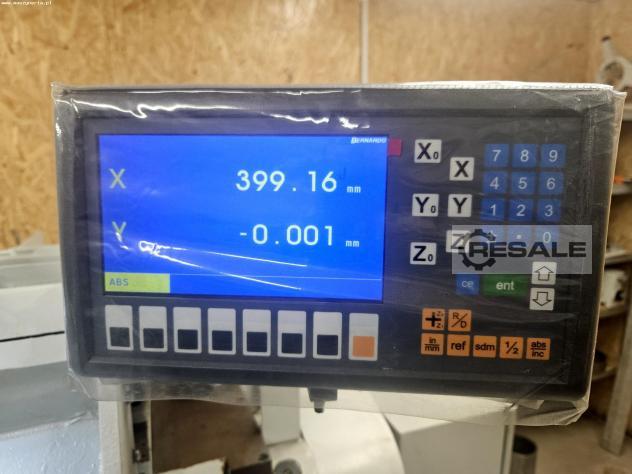 www.maszyneria.pl
BERNARDO
X 399.16 mm
Y -0.001 mm
ABS
X0 X 7 8 9
4 5 6
Y0 Y 1 2 3
Z0 Z
RESALE
ce ent
R/D
in/mm ref sdm 1/2 abs/inc